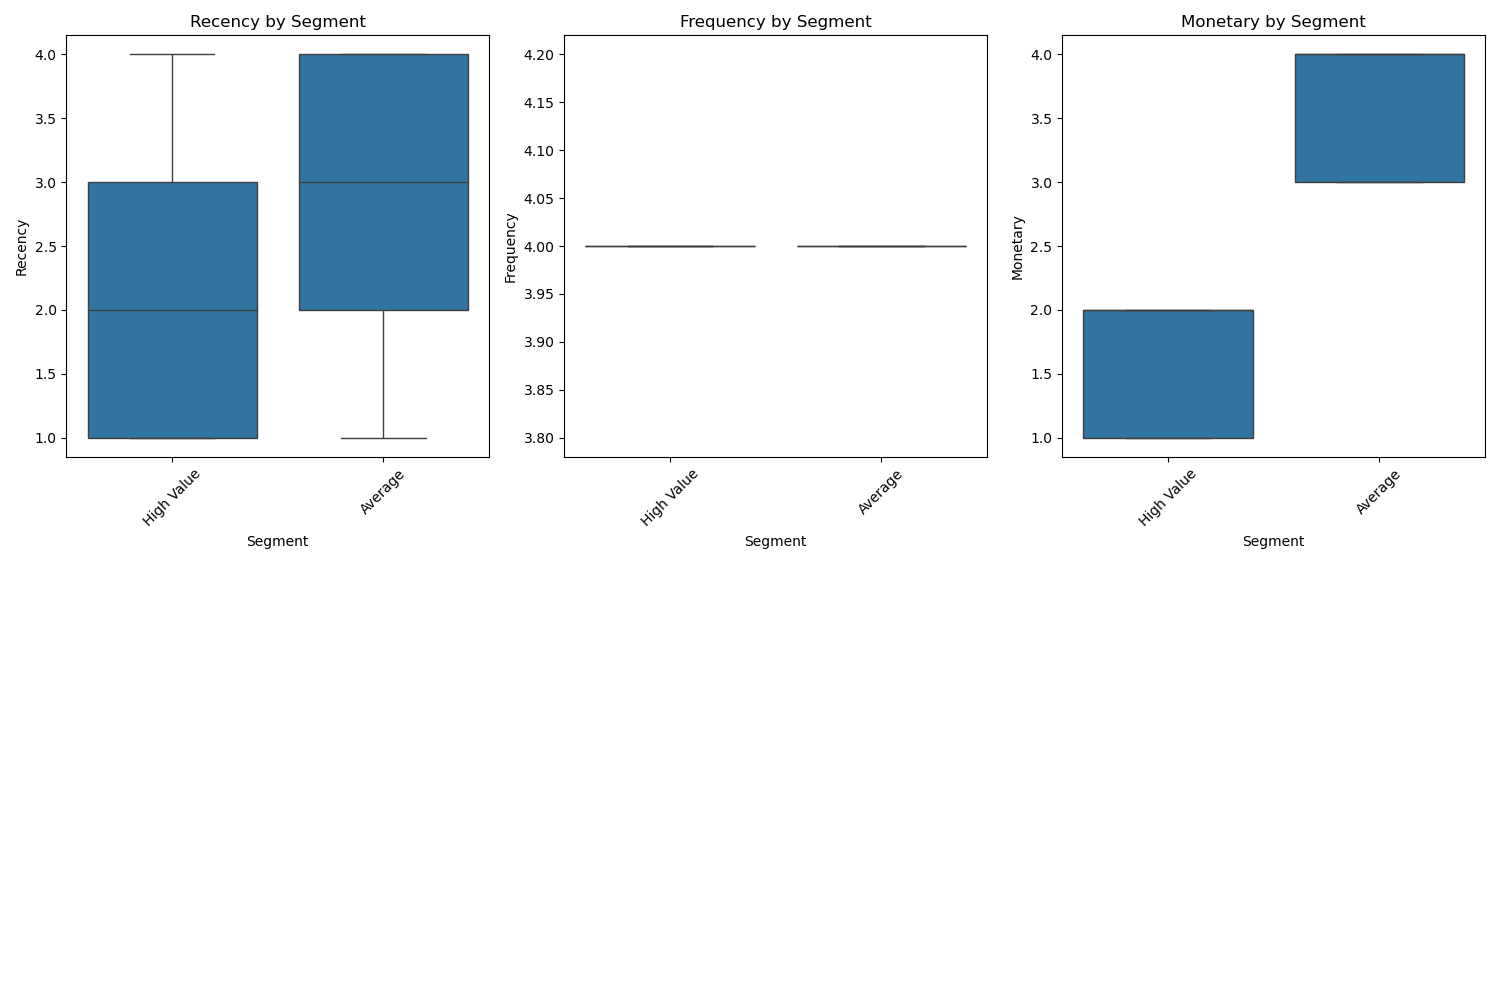 Recency by Segment
Recency
4.0
3.5
3.0
2.5
2.0
1.5
1.0
High Value
Average
Segment
Frequency by Segment
Frequency
4.20
4.15
4.10
4.05
4.00
3.95
3.90
3.85
3.80
High Value
Average
Segment
Monetary by Segment
Monetary
4.0
3.5
3.0
2.5
2.0
1.5
1.0
High Value
Average
Segment